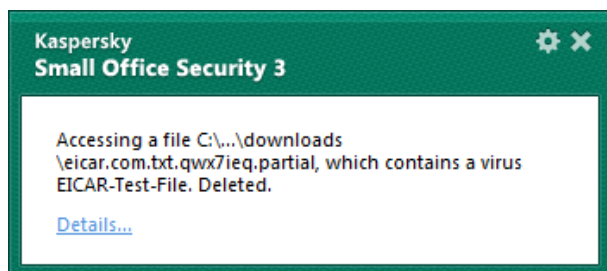 Kaspersky
Small Office Security 3
Accessing a file C:\...\downloads
\eicar.com.txt.qwx7ieq.partial, which contains a virus
EICAR-Test-File. Deleted.
Details...